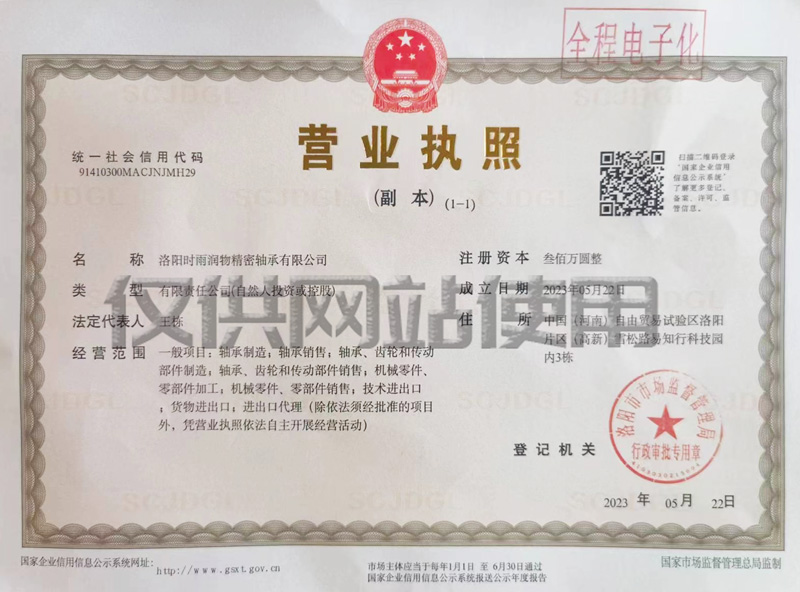 全程电子化
营业执照
(副 本) (1-1)
统一社会信用代码
91410300MACJNJMH29
扫描二维码登录
"国家企业信用
信息公示系统"
了解更多登记、
备案、许可、监
管信息。
名 称 洛阳时雨润物精密轴承有限公司
类 型 有限责任公司(自然人投资或控股)
法定代表人 王栋
经营范围 一般项目：轴承制造；轴承销售；轴承、齿轮和传动
部件制造；轴承、齿轮和传动部件销售；机械零件、
零部件加工；机械零件、零部件销售；技术进出口
；货物进出口；进出口代理（除依法须经批准的项目
外，凭营业执照依法自主开展经营活动）
注册资本 叁佰万圆整
成立日期 2023年05月22日
住 所 中国（河南）自由贸易试验区洛阳
片区（高新）雪松路易知行科技园
内3栋
仅供网站使用
登记机关
洛阳市市场监督管理局
行政审批专用章
2023 年 05 月 22日
国家企业信用信息公示系统网址: http://www.gsxt.gov.cn
市场主体应当于每年1月1日 至 6月30日通过
国家企业信用信息公示系统报送公示年度报告
国家市场监督管理总局监制